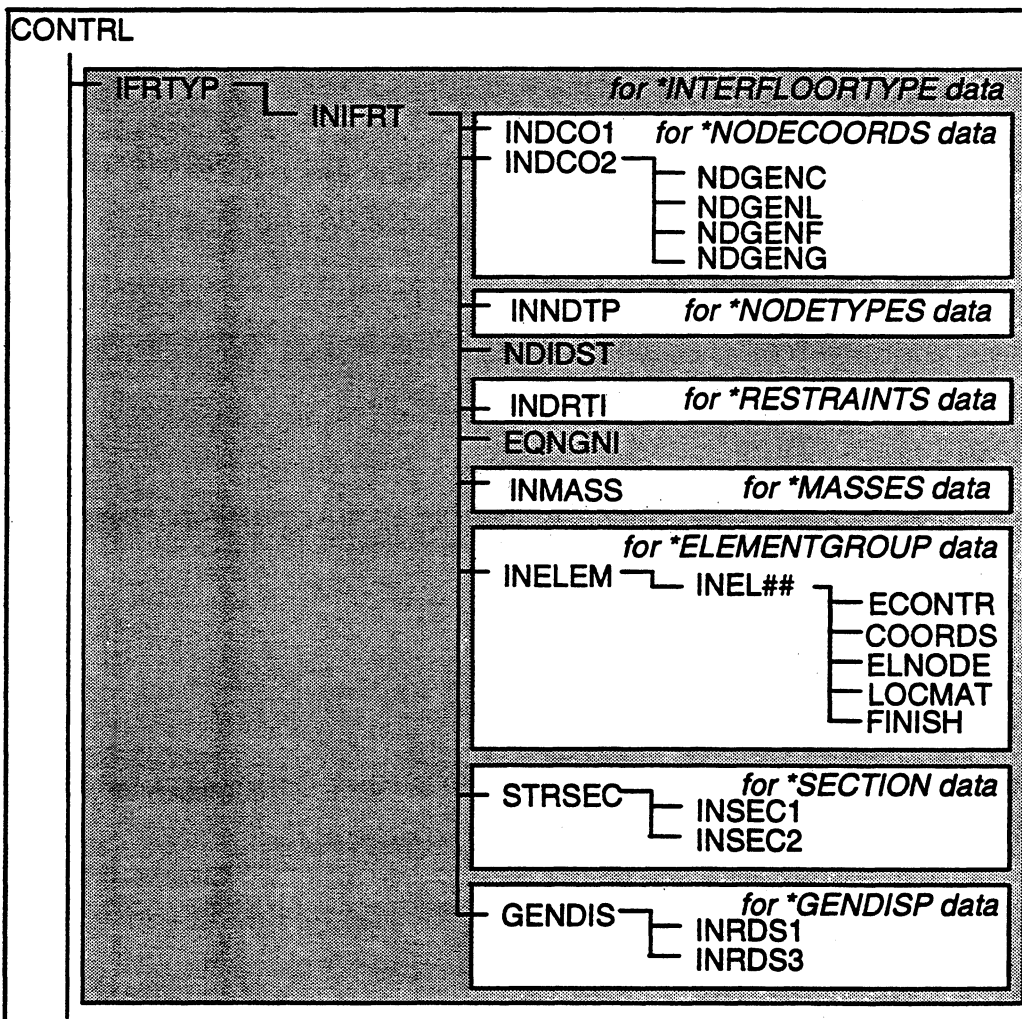 CONTRL
IFRTYP for *INTERFLOORTYPE data
INIFRT
INDCO1 for *NODECOORDS data
INDCO2
NDGENC
NDGENL
NDGENF
NDGENG
INNDTP for *NODETYPES data
NDIDST
INDRTI for *RESTRAINTS data
EQNGNI
INMASS for *MASSES data
for *ELEMENTGROUP data
INELEM INEL##
ECONTR
COORDS
ELNODE
LOCMAT
FINISH
for *SECTION data
STRSEC
INSEC1
INSEC2
for *GENDISP data
GENDIS
INRDS1
INRDS3